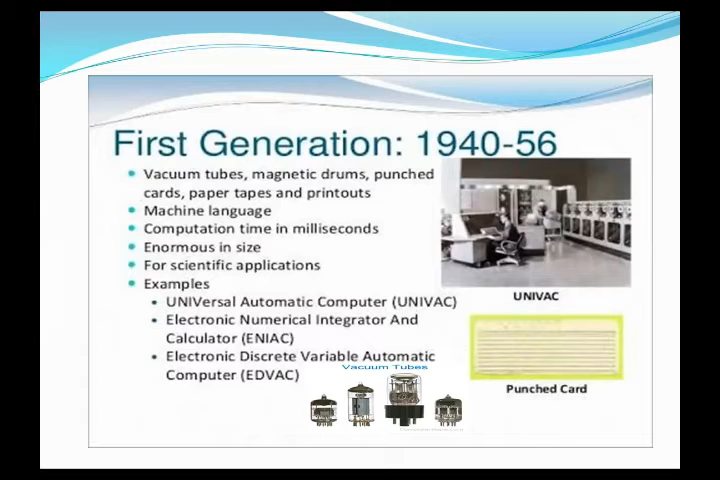 First Generation: 1940-56
Vacuum tubes, magnetic drums, punched
cards, paper tapes and printouts
Machine language
Computation time in milliseconds
Enormous in size
For scientific applications
Examples
UNIVersal Automatic Computer (UNIVAC)
Electronic Numerical Integrator And
Calculator (ENIAC)
Electronic Discrete Variable Automatic
Computer (EDVAC)
UNIVAC
Punched Card
Vacuum Tubes